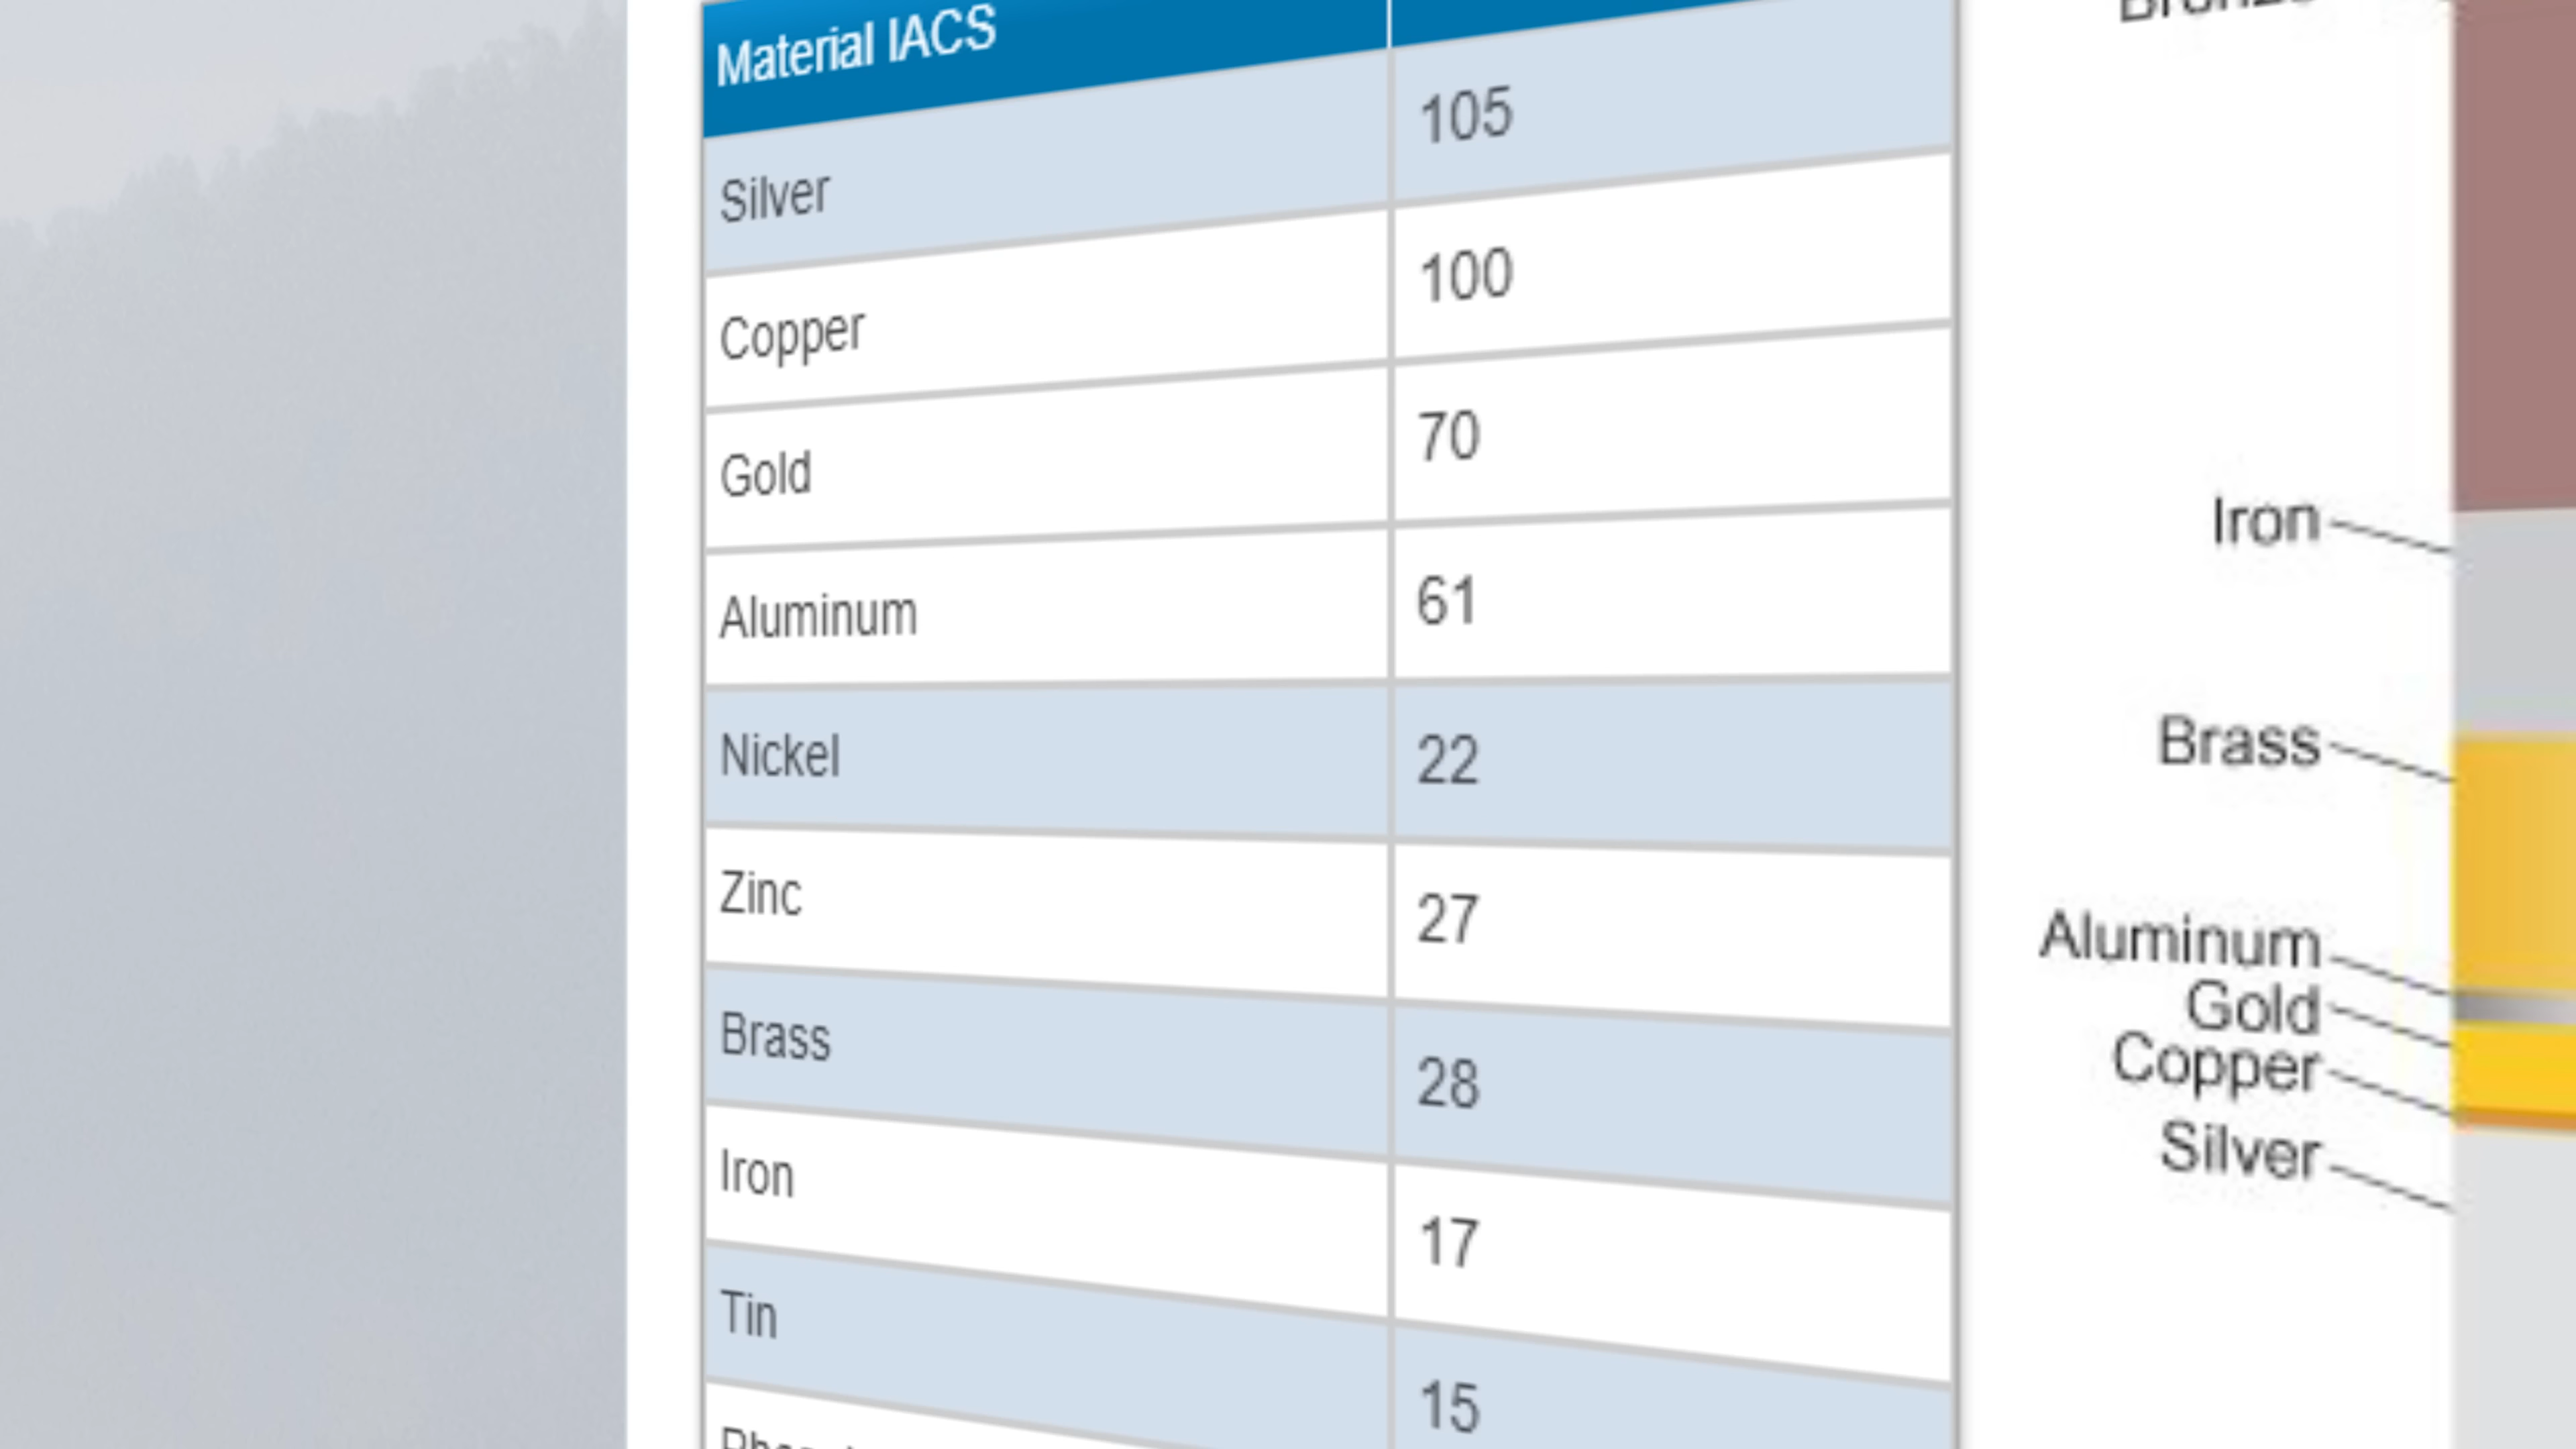 Material IACS
Silver 105
Copper 100
Gold 70
Aluminum 61
Nickel 22
Zinc 27
Brass 28
Iron 17
Tin 15
Iron
Brass
Aluminum
Gold
Copper
Silver